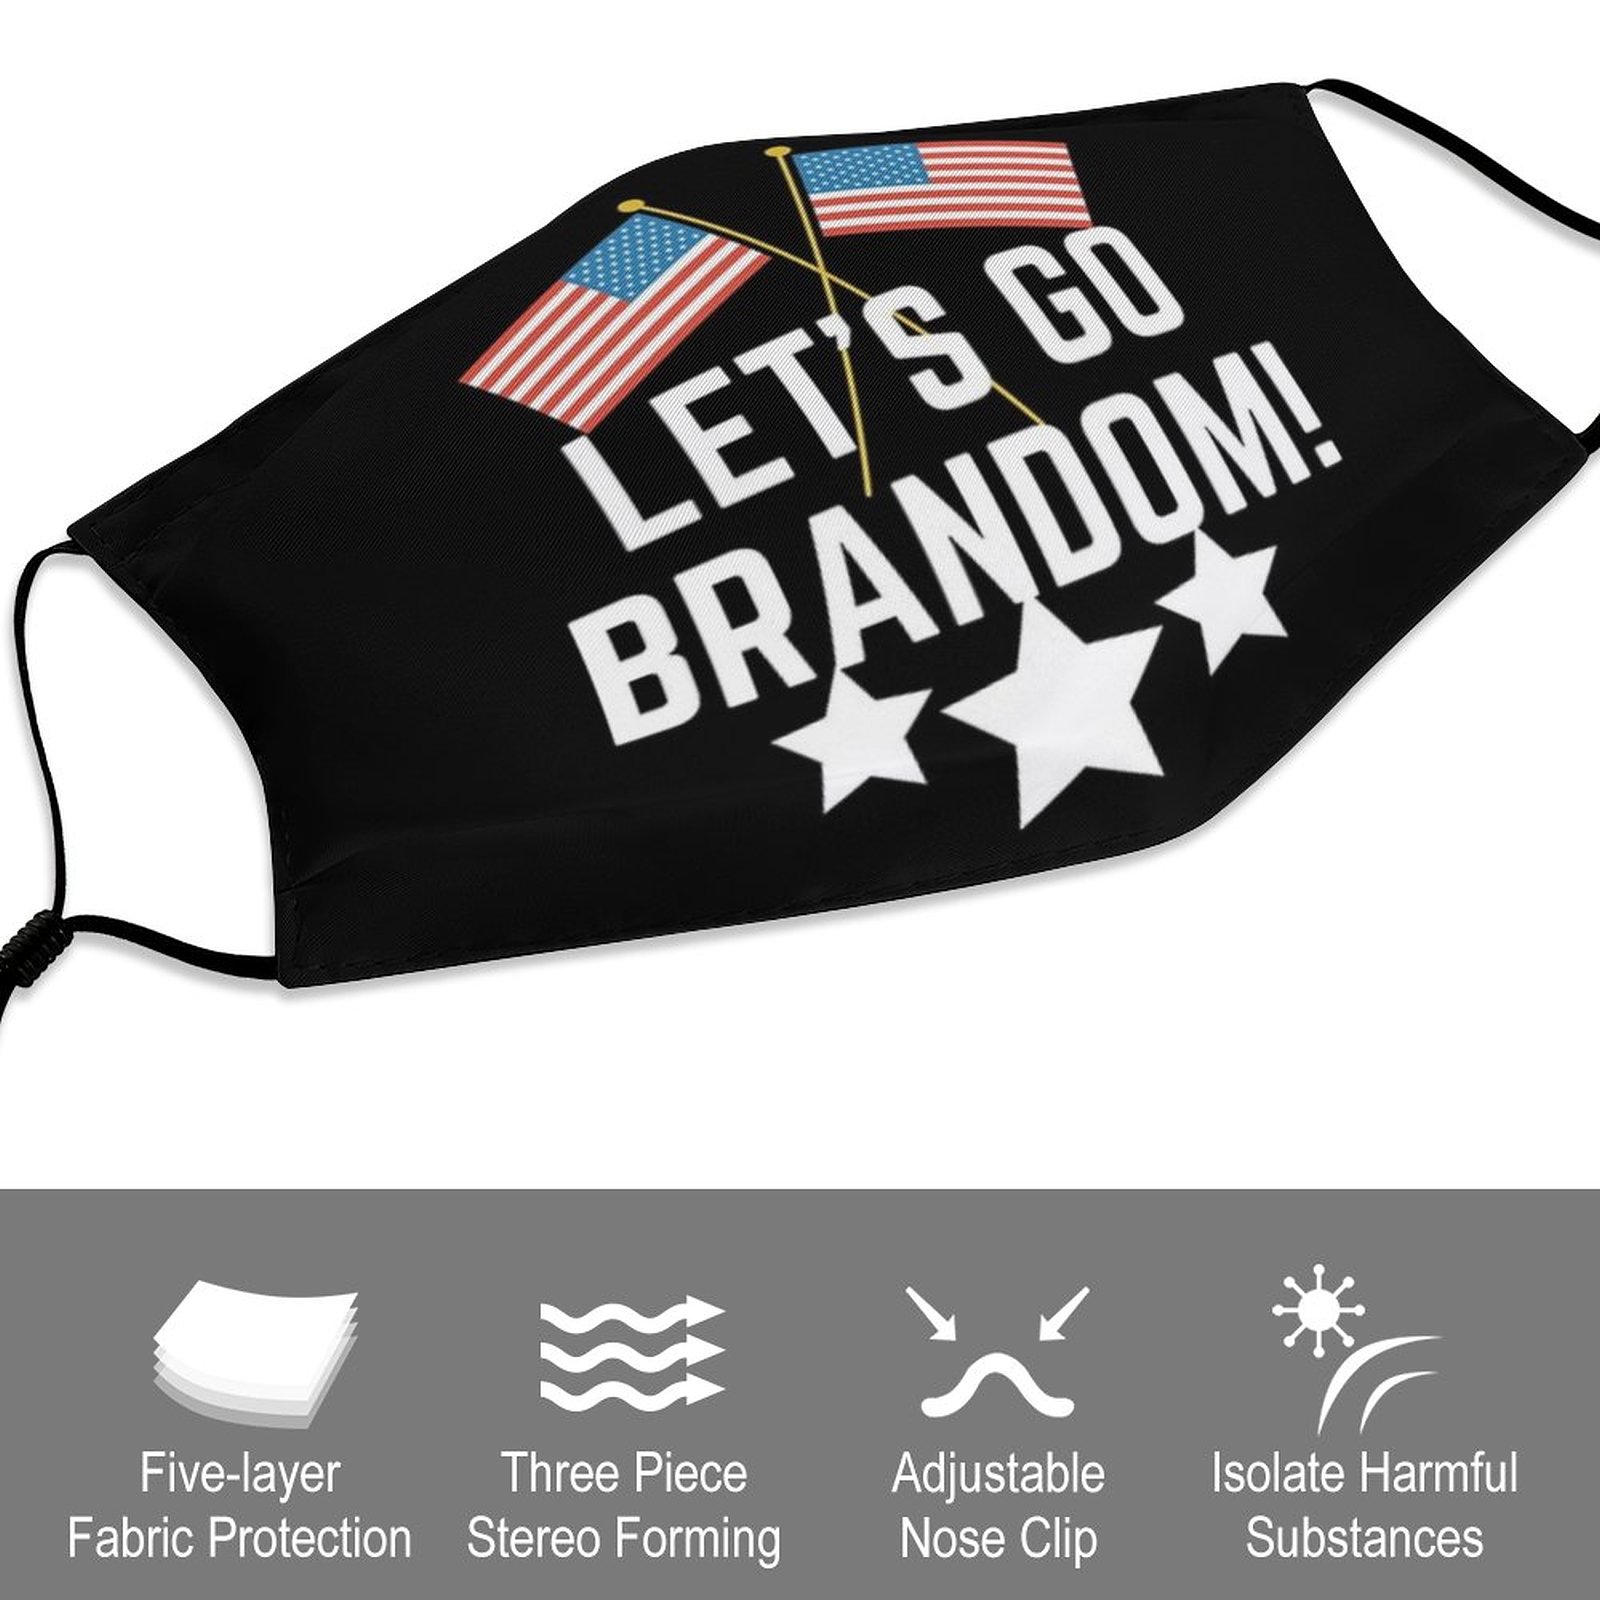 LET'S GO
BRANDOM!
Five-layer
Fabric Protection
Three Piece
Stereo Forming
Adjustable
Nose Clip
Isolate Harmful
Substances